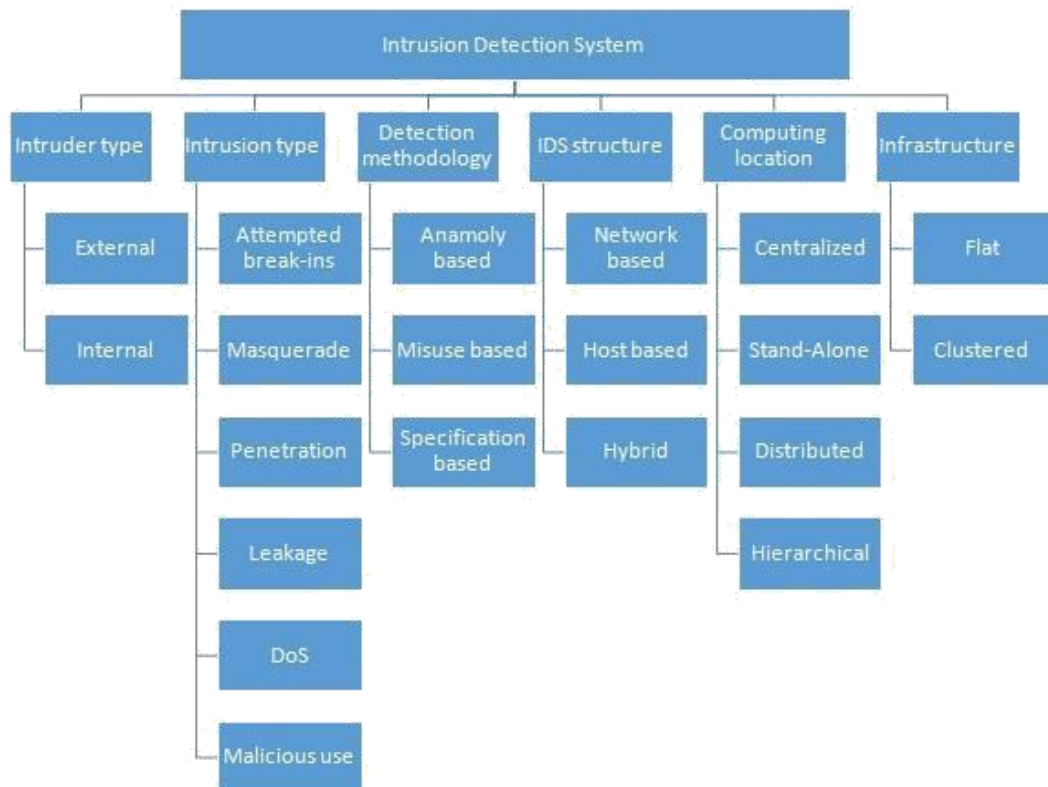 Intrusion Detection System
Intruder type
Intrusion type
Detection
methodology
IDS structure
Computing
location
Infrastructure
External
Internal
Attempted
break-ins
Masquerade
Penetration
Leakage
DoS
Malicious use
Anamoly
based
Misuse based
Specification
based
Network
based
Host based
Hybrid
Centralized
Stand-Alone
Distributed
Hierarchical
Flat
Clustered